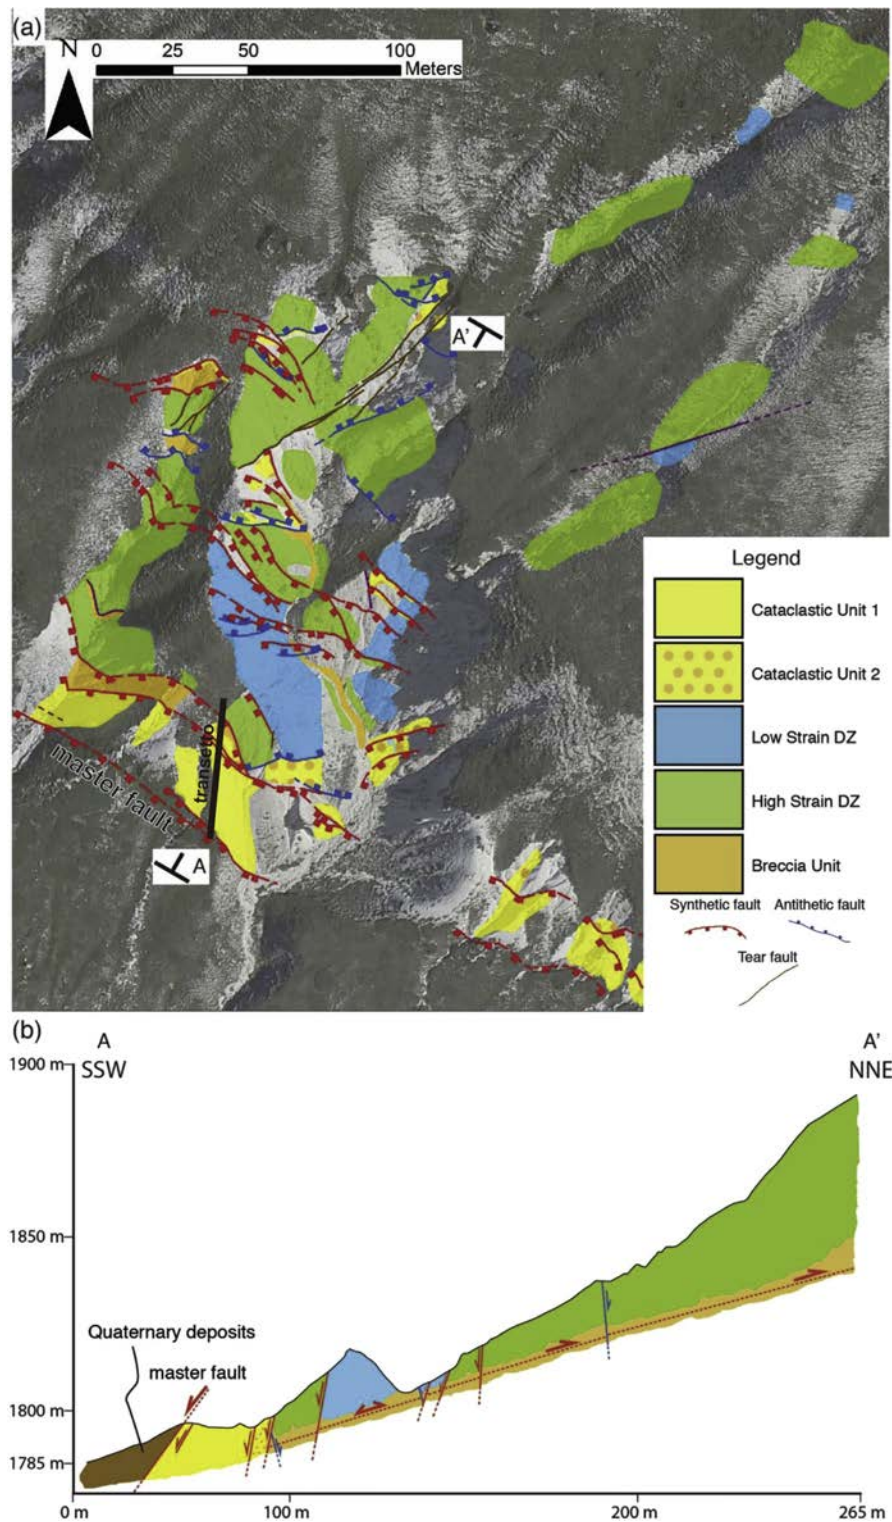 (a)
N
0 25 50 100
Meters
A'
master fault
transetto
A
Legend
Cataclastic Unit 1
Cataclastic Unit 2
Low Strain DZ
High Strain DZ
Breccia Unit
Synthetic fault Antithetic fault
Tear fault
(b)
A A'
SSW NNE
1900 m
1850 m
Quaternary deposits
master fault
1800 m
1785 m
0 m 100 m 200 m 265 m